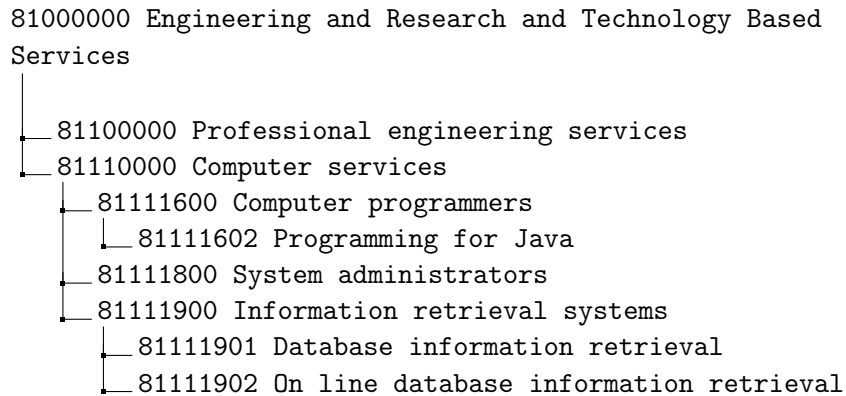 81000000 Engineering and Research and Technology Based
Services
81100000 Professional engineering services
81110000 Computer services
81111600 Computer programmers
81111602 Programming for Java
81111800 System administrators
81111900 Information retrieval systems
81111901 Database information retrieval
81111902 On line database information retrieval